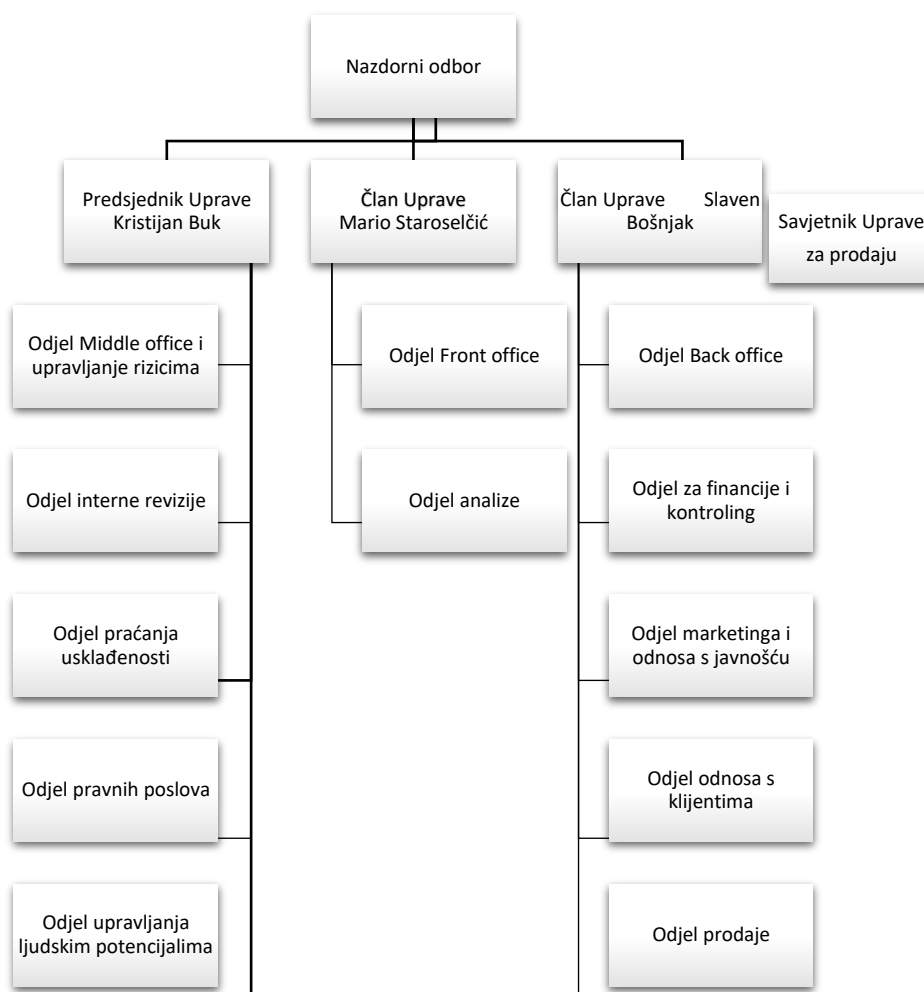 Nazdorni odbor
Predsjednik Uprave
Kristijan Buk
Član Uprave
Mario Staroselčić
Član Uprave Slaven
Bošnjak
Savjetnik Uprave
za prodaju
Odjel Middle office i
upravljanje rizicima
Odjel Front office
Odjel Back office
Odjel interne revizije
Odjel analize
Odjel za financije i
kontroling
Odjel praćanja
usklađenosti
Odjel marketinga i
odnosa s javnošću
Odjel pravnih poslova
Odjel odnosa s
klijentima
Odjel upravljanja
ljudskim potencijalima
Odjel prodaje